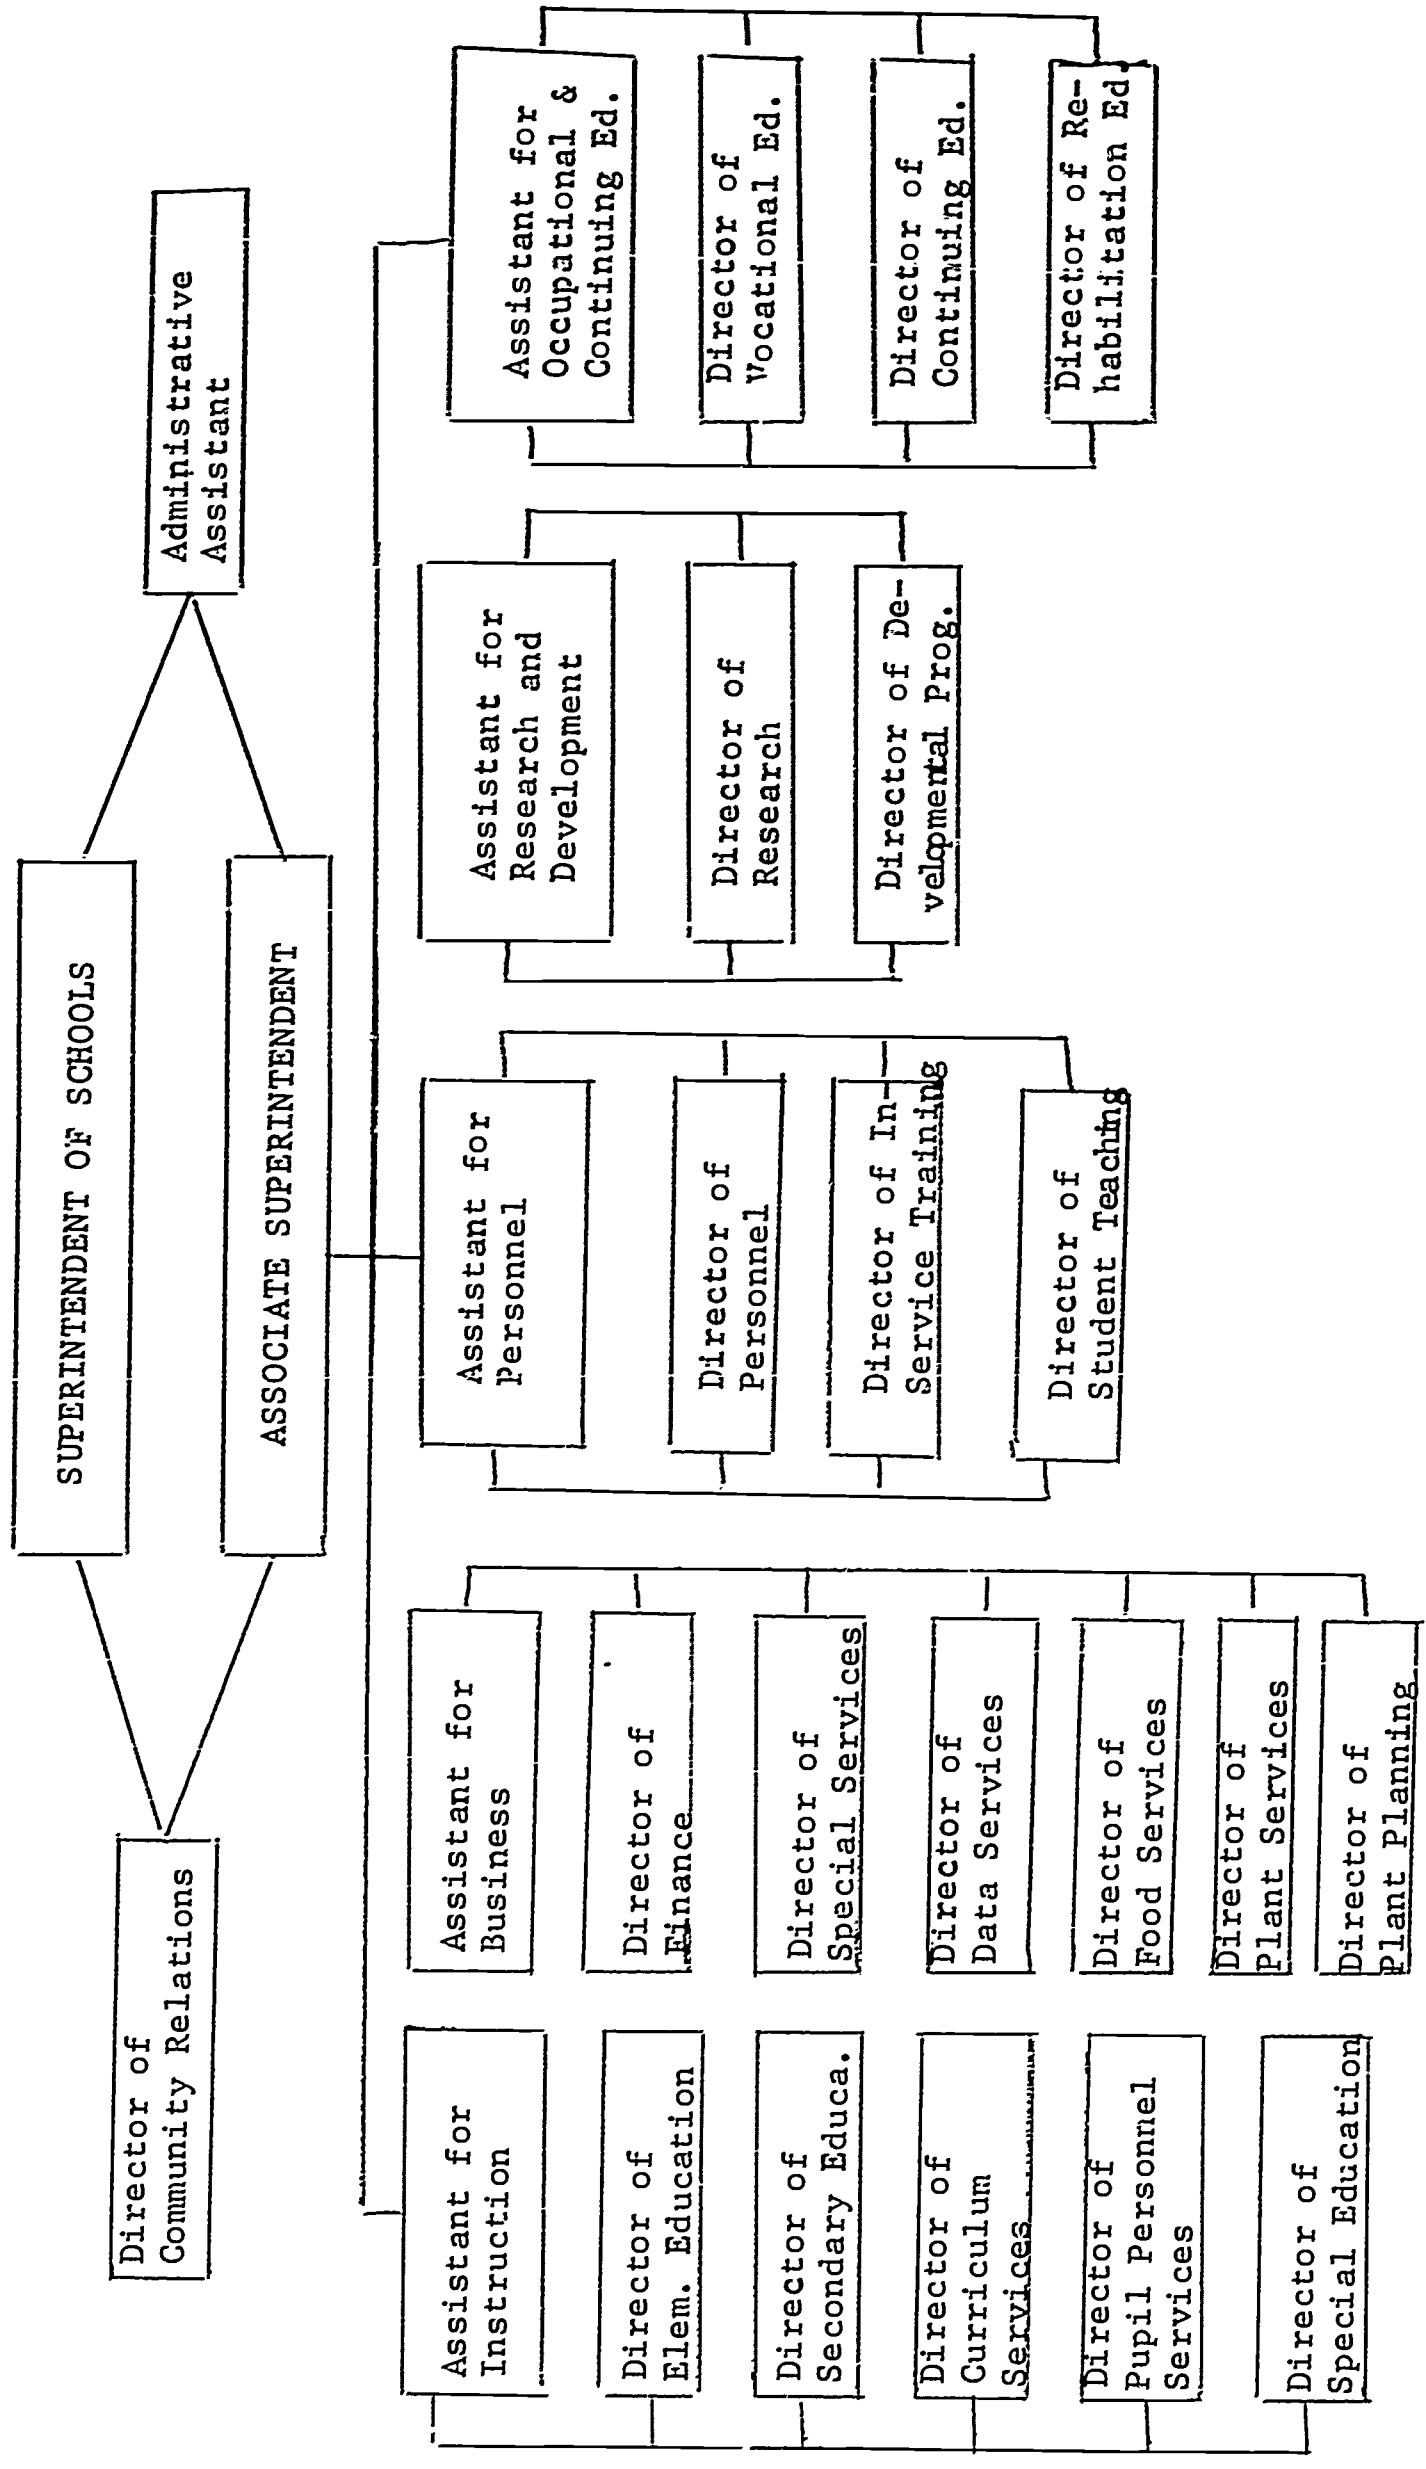 SUPERINTENDENT OF SCHOOLS
Director of
Community Relations
Administrative
Assistant
ASSOCIATE SUPERINTENDENT
Assistant for
Instruction
Director of
Elem. Education
Director of
Secondary Educa.
Director of
Curriculum
Services
Director of
Pupil Personnel
Services
Director of
Special Education
Assistant for
Business
Director of
Finance
Director of
Special Services
Director of
Data Services
Director of
Food Services
Director of
Plant Services
Director of
Plant Planning
Assistant for
Personnel
Director of
Personnel
Director of In-
Service Training
Director of
Student Teaching
Assistant for
Research and
Development
Director of
Research
Director of De-
velopmental Prog.
Assistant for
Occupational &
Continuing Ed.
Director of
Vocational Ed.
Director of
Continuing Ed.
Director of Re-
habilitation Ed.